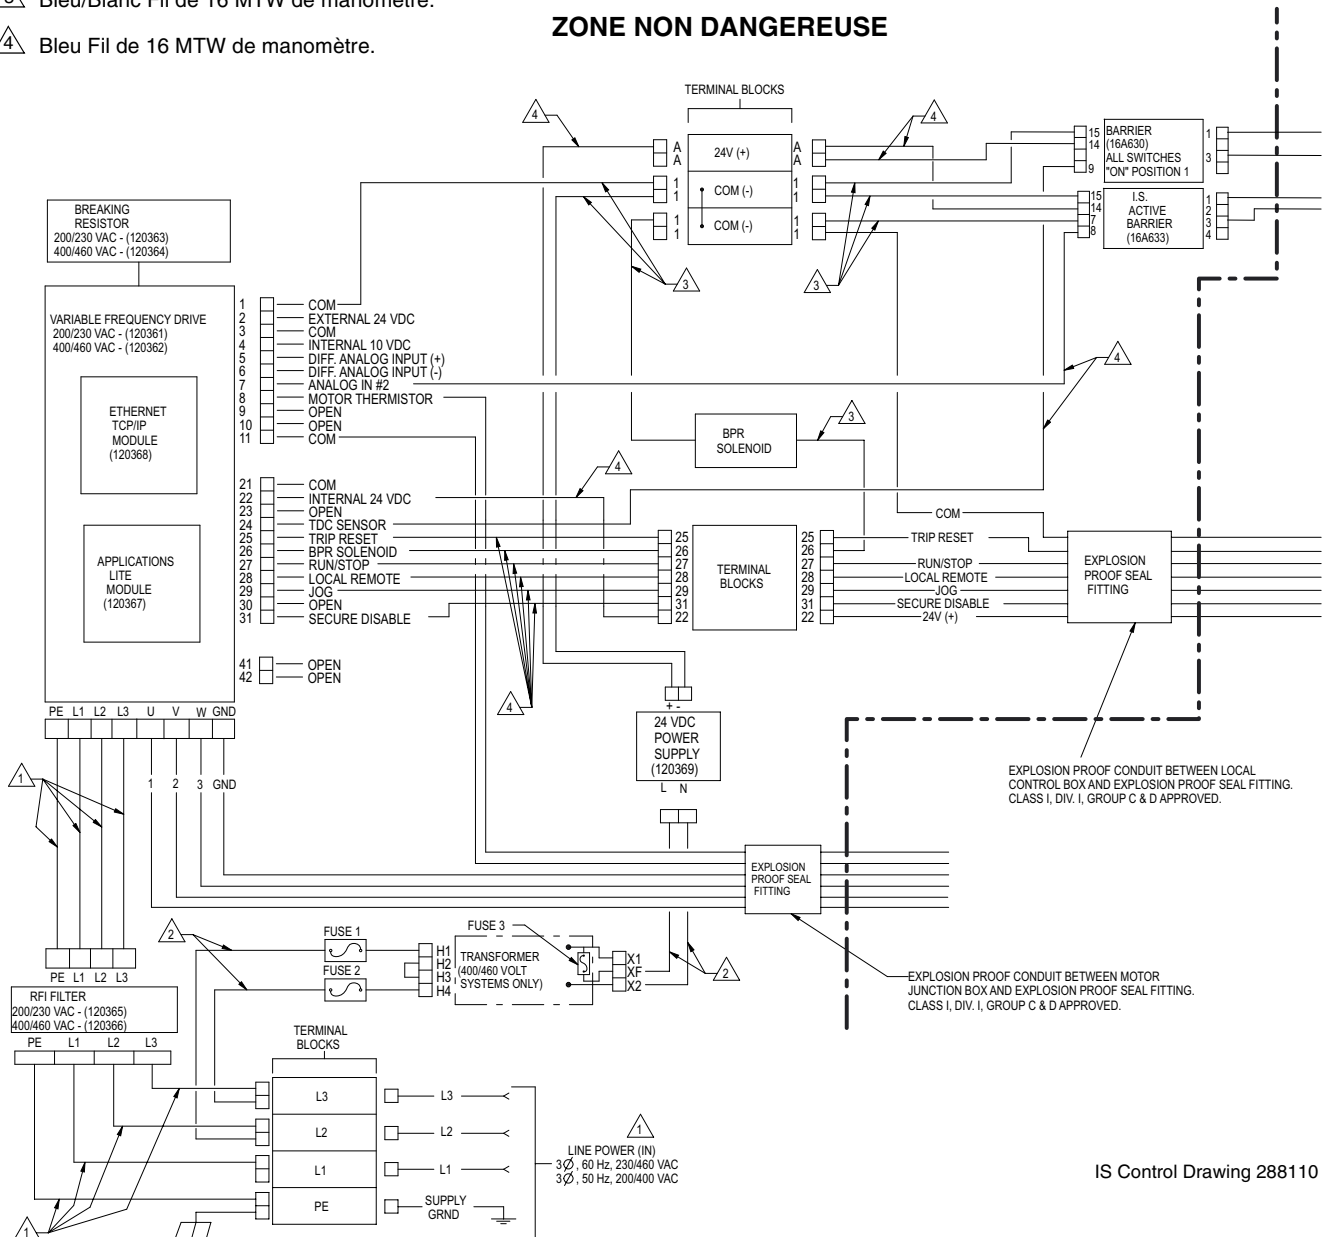 3 Bleu/Blanc Fil de 16 MTW de manomètre.
4 Bleu Fil de 16 MTW de manomètre.
ZONE NON DANGEREUSE
TERMINAL BLOCKS
4
4
A
A
24V (+)
A
A
1
1
COM (-)
1
1
1
1
COM (-)
1
1
3
3
15
14
9
BARRIER
(16A630)
ALL SWITCHES
"ON" POSITION 1
1
3
15
14
7
8
I.S.
ACTIVE
BARRIER
(16A633)
1
2
3
4
BREAKING
RESISTOR
200/230 VAC - (120363)
400/460 VAC - (120364)
VARIABLE FREQUENCY DRIVE
200/230 VAC - (120361)
400/460 VAC - (120362)
ETHERNET
TCP/IP
MODULE
(120368)
APPLICATIONS
LITE
MODULE
(120367)
1 COM
2 EXTERNAL 24 VDC
3 COM
4 INTERNAL 10 VDC
5 DIFF. ANALOG INPUT (+)
6 DIFF. ANALOG INPUT (-)
7 ANALOG IN #2
8 MOTOR THERMISTOR
9 OPEN
10 OPEN
11 COM
21 COM
22 INTERNAL 24 VDC
23 OPEN
24 TDC SENSOR
25 TRIP RESET
26 BPR SOLENOID
27 RUN/STOP
28 LOCAL REMOTE
29 JOG
30 OPEN
31 SECURE DISABLE
41 OPEN
42 OPEN
4
BPR
SOLENOID
3
4
4
25
26
27
28
29
31
22
TERMINAL
BLOCKS
25
26
27
28
29
31
22
COM
TRIP RESET
RUN/STOP
LOCAL REMOTE
JOG
SECURE DISABLE
24V (+)
EXPLOSION
PROOF SEAL
FITTING
EXPLOSION PROOF CONDUIT BETWEEN LOCAL
CONTROL BOX AND EXPLOSION PROOF SEAL FITTING.
CLASS I, DIV. I, GROUP C & D APPROVED.
+ -
24 VDC
POWER
SUPPLY
(120369)
L N
PE L1 L2 L3 U V W GND
1
1 2 3 GND
EXPLOSION
PROOF SEAL
FITTING
EXPLOSION PROOF CONDUIT BETWEEN MOTOR
JUNCTION BOX AND EXPLOSION PROOF SEAL FITTING.
CLASS I, DIV. I, GROUP C & D APPROVED.
2
FUSE 1
FUSE 2
H1
H2
H3
H4
FUSE 3
TRANSFORMER
(400/460 VOLT
SYSTEMS ONLY)
X1
XF
X2
2
PE L1 L2 L3
RFI FILTER
200/230 VAC - (120365)
400/460 VAC - (120366)
PE L1 L2 L3
TERMINAL
BLOCKS
L3 L3
L2 L2
L1 L1
PE SUPPLY
GRND
1
1
LINE POWER (IN)
3Ø, 60 Hz, 230/460 VAC
3Ø, 50 Hz, 200/400 VAC
IS Control Drawing 288110